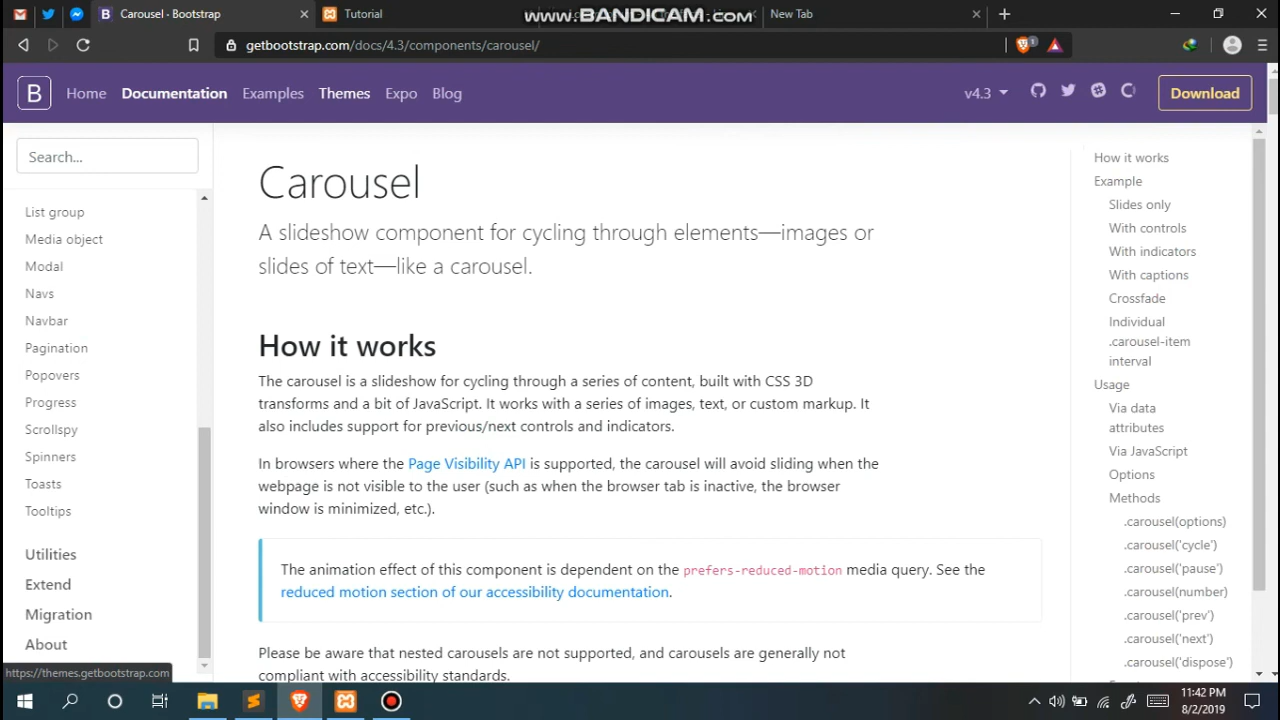 Carousel · Bootstrap
Tutorial
www.BANDICAM.com
New Tab
getbootstrap.com/docs/4.3/components/carousel/
B
Home
Documentation
Examples
Themes
Expo
Blog
v4.3
Download
Search...
List group
Media object
Modal
Navs
Navbar
Pagination
Popovers
Progress
Scrollspy
Spinners
Toasts
Tooltips
Utilities
Extend
Migration
About
https://themes.getbootstrap.com
Carousel
A slideshow component for cycling through elements—images or
slides of text—like a carousel.
How it works
The carousel is a slideshow for cycling through a series of content, built with CSS 3D
transforms and a bit of JavaScript. It works with a series of images, text, or custom markup. It
also includes support for previous/next controls and indicators.
In browsers where the Page Visibility API is supported, the carousel will avoid sliding when the
webpage is not visible to the user (such as when the browser tab is inactive, the browser
window is minimized, etc.).
The animation effect of this component is dependent on the prefers-reduced-motion media query. See the
reduced motion section of our accessibility documentation.
Please be aware that nested carousels are not supported, and carousels are generally not
compliant with accessibility standards.
How it works
Example
Slides only
With controls
With indicators
With captions
Crossfade
Individual
.carousel-item
interval
Usage
Via data
attributes
Via JavaScript
Options
Methods
.carousel(options)
.carousel('cycle')
.carousel('pause')
.carousel(number)
.carousel('prev')
.carousel('next')
.carousel('dispose')
11:42 PM
8/2/2019